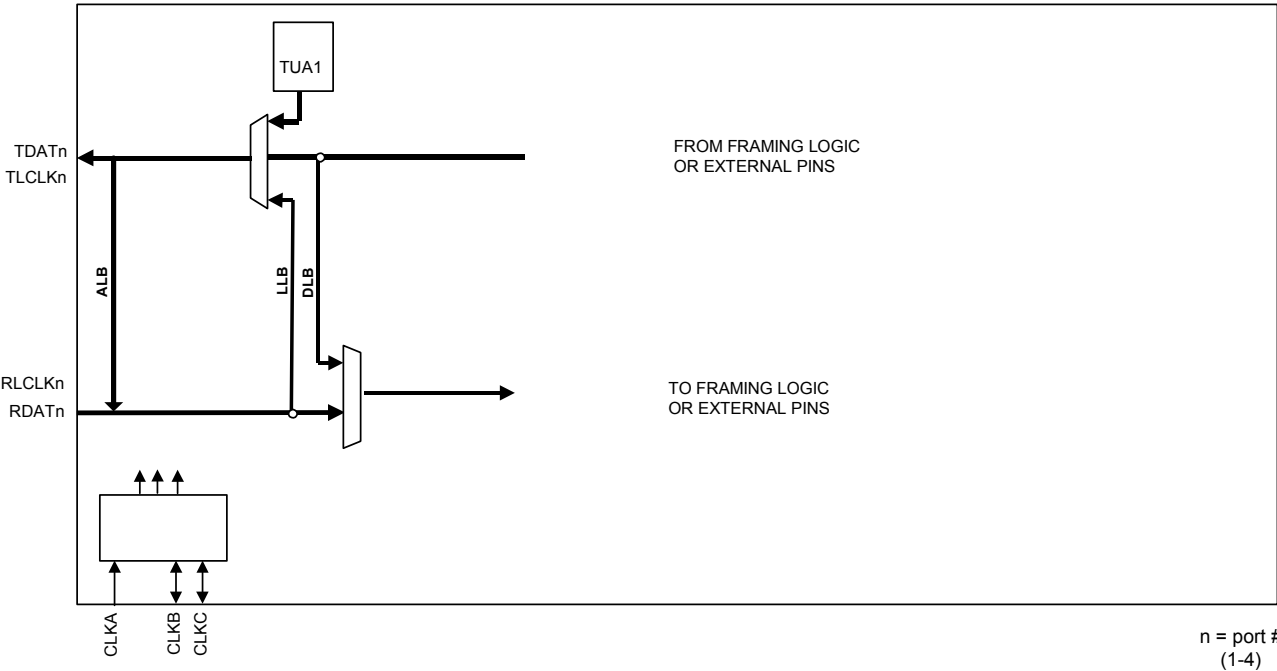 TUA1
TDATn
TLCLKn
FROM FRAMING LOGIC
OR EXTERNAL PINS
ALB
LLB
DLB
RLCLKn
RDATn
TO FRAMING LOGIC
OR EXTERNAL PINS
CLKA
CLKB
CLKC
n = port #
(1-4)